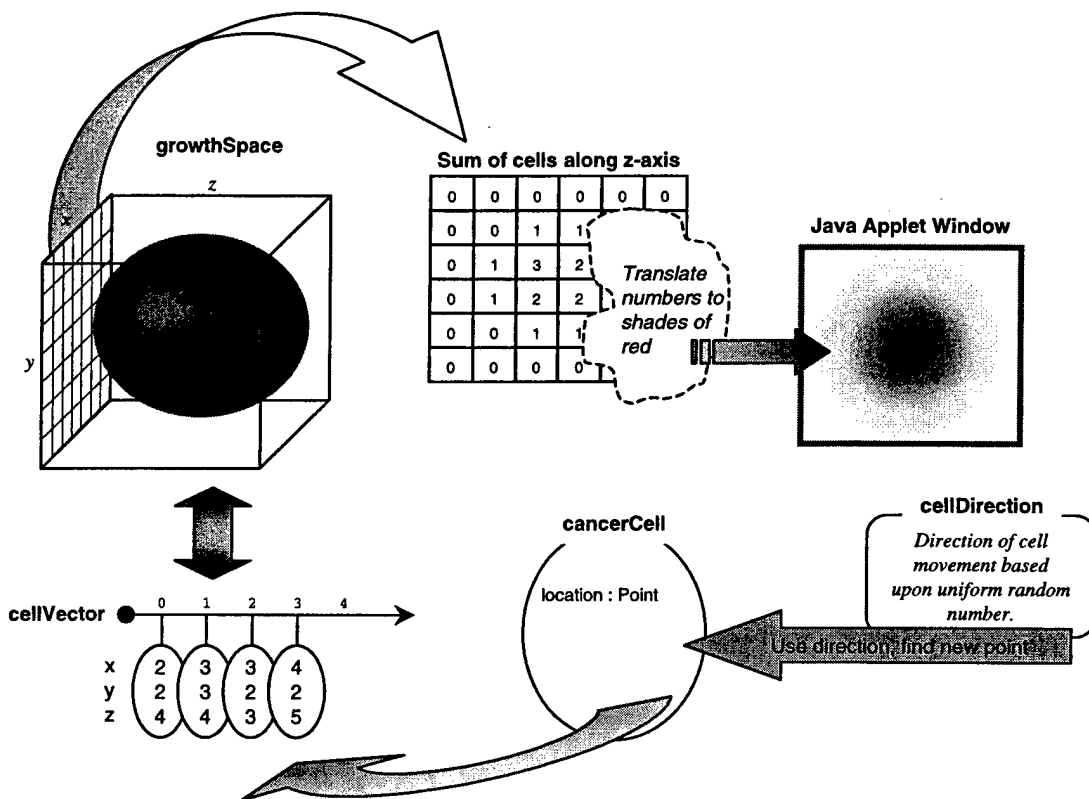 growthSpace
z
x
y
Sum of cells along z-axis
0 0 0 0 0 0
0 0 1 1
0 1 3 2
0 1 2 2
0 0 1 1
0 0 0 0
Translate
numbers to
shades of
red
Java Applet Window
cellVector
0 1 2 3 4
x 2 3 3 4
y 2 3 2 2
z 4 4 3 5
cancerCell
location : Point
cellDirection
Direction of cell
movement based
upon uniform random
number.
Use direction, find new point